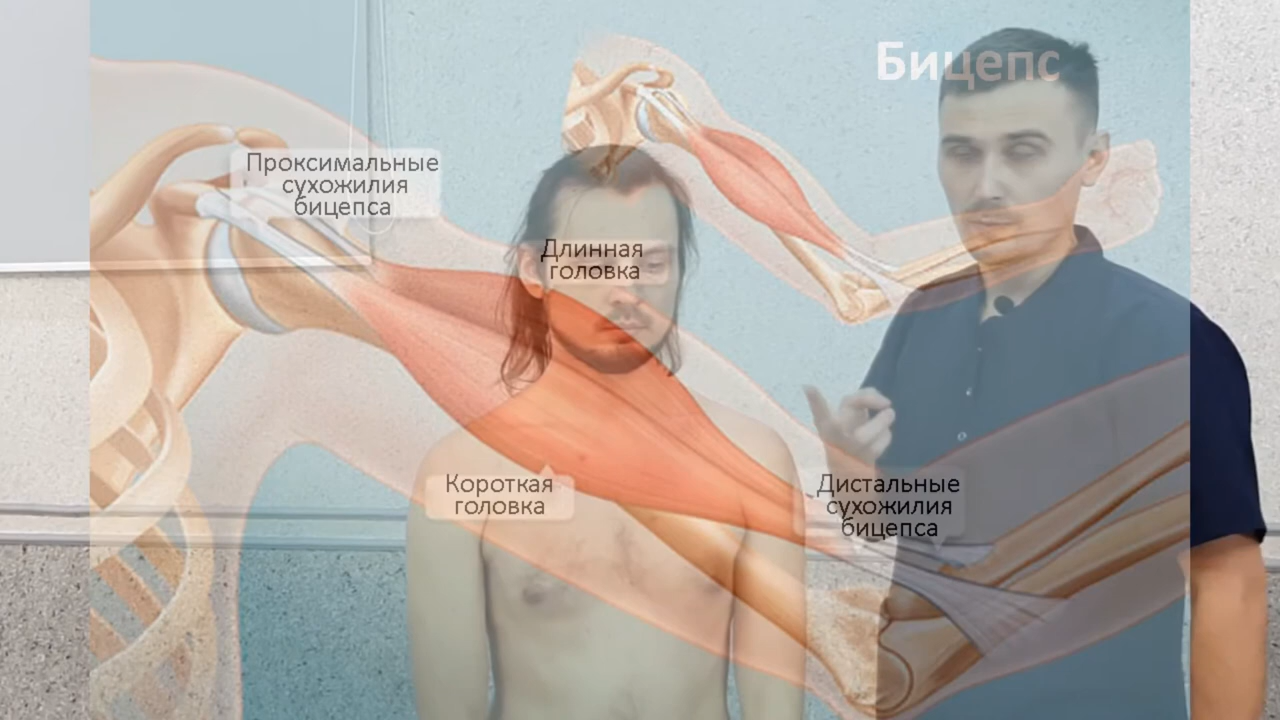 Бицепс
Проксимальные
сухожилия
бицепса
Длинная
головка
Короткая
головка
Дистальные
сухожилия
бицепса